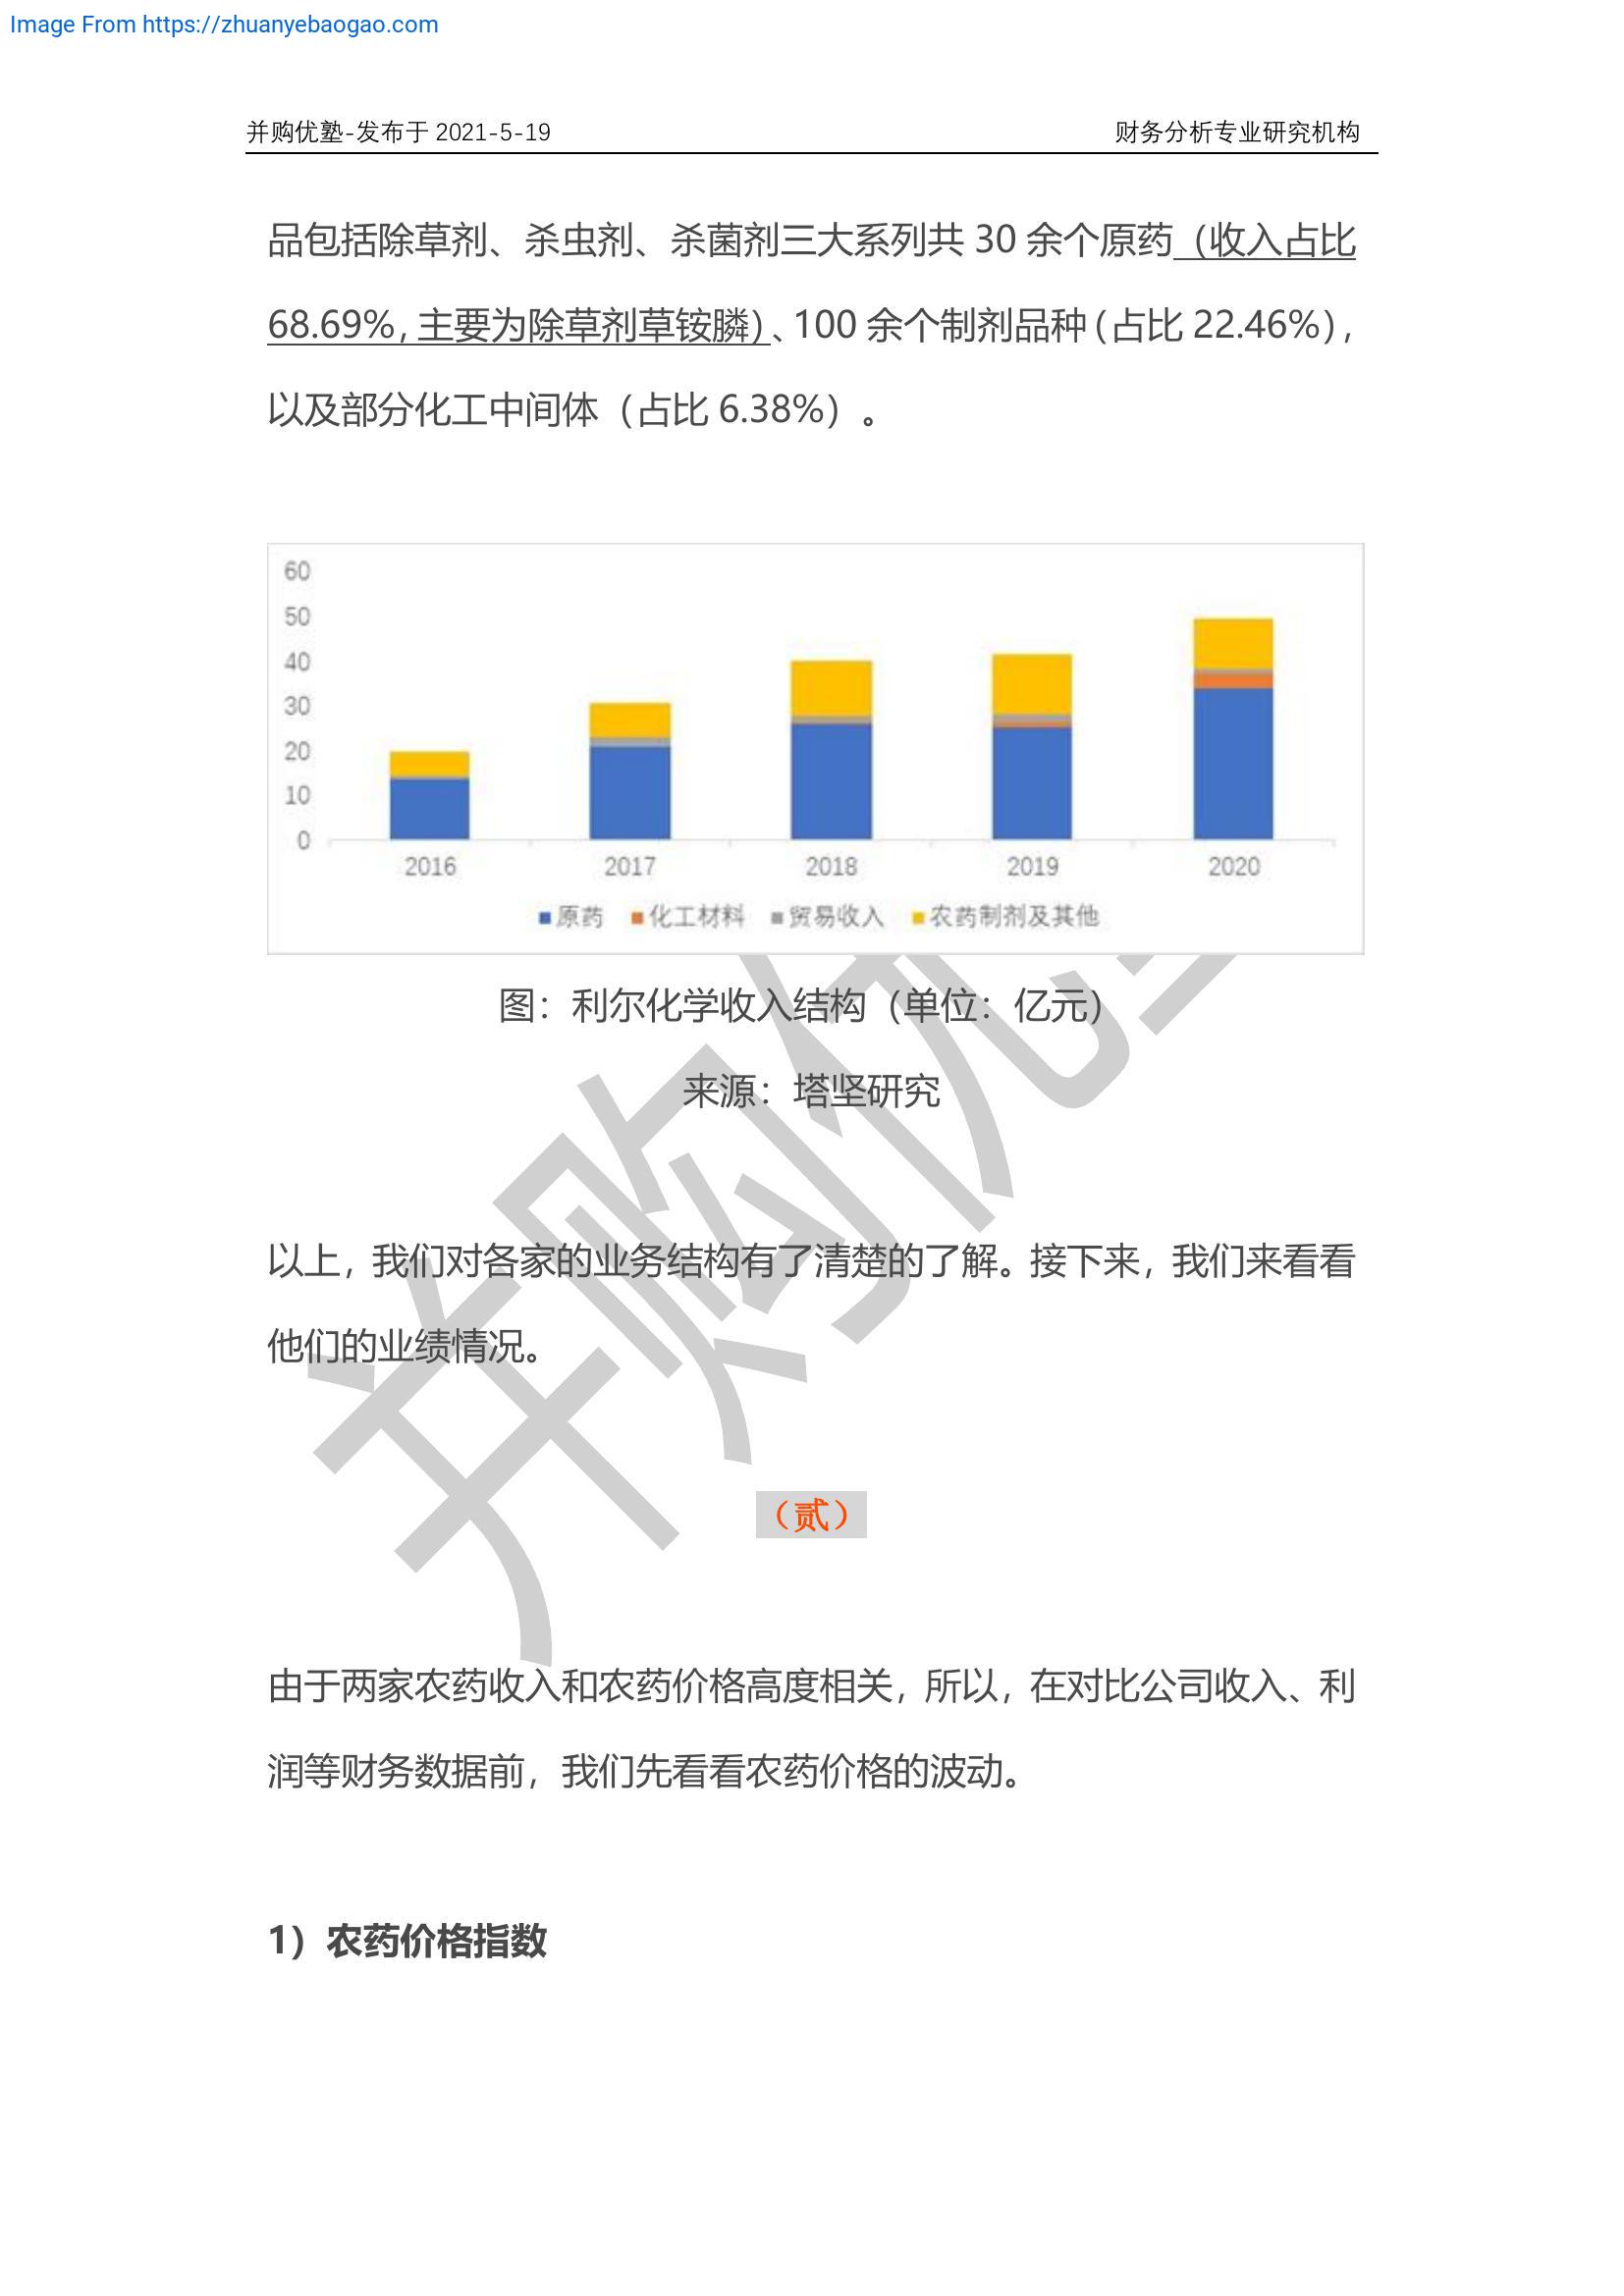 Image From https://zhuanyebaogao.com
并购优塾-发布于 2021-5-19
财务分析专业研究机构
品包括除草剂、杀虫剂、杀菌剂三大系列共 30 余个原药（收入占比
68.69%，主要为除草剂草铵膦）、100 余个制剂品种（占比 22.46%），
以及部分化工中间体（占比 6.38%）。
60
50
40
30
20
10
0
2016 2017 2018 2019 2020
原药 化工材料 贸易收入 农药制剂及其他
图：利尔化学收入结构（单位：亿元）
来源：塔坚研究
以上，我们对各家的业务结构有了清楚的了解。接下来，我们来看看
他们的业绩情况。
（贰）
由于两家农药收入和农药价格高度相关，所以，在对比公司收入、利
润等财务数据前，我们先看看农药价格的波动。
1）农药价格指数
并购优